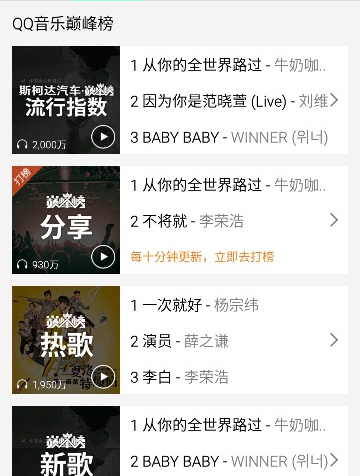 QQ音乐巅峰榜
斯柯达汽车·巅峰榜
流行指数
2,000万
1 从你的全世界路过 - 牛奶咖..
2 因为你是范晓萱 (Live) - 刘维
3 BABY BABY - WINNER (위너)
打榜
巅峰榜
分享
930万
1 从你的全世界路过 - 牛奶咖..
2 不将就 - 李荣浩
每十分钟更新，立即去打榜
巅峰榜
热歌
1,950万
1 一次就好 - 杨宗纬
2 演员 - 薛之谦
3 李白 - 李荣浩
巅峰榜
新歌
1 从你的全世界路过 - 牛奶咖..
2 BABY BABY - WINNER (위너)